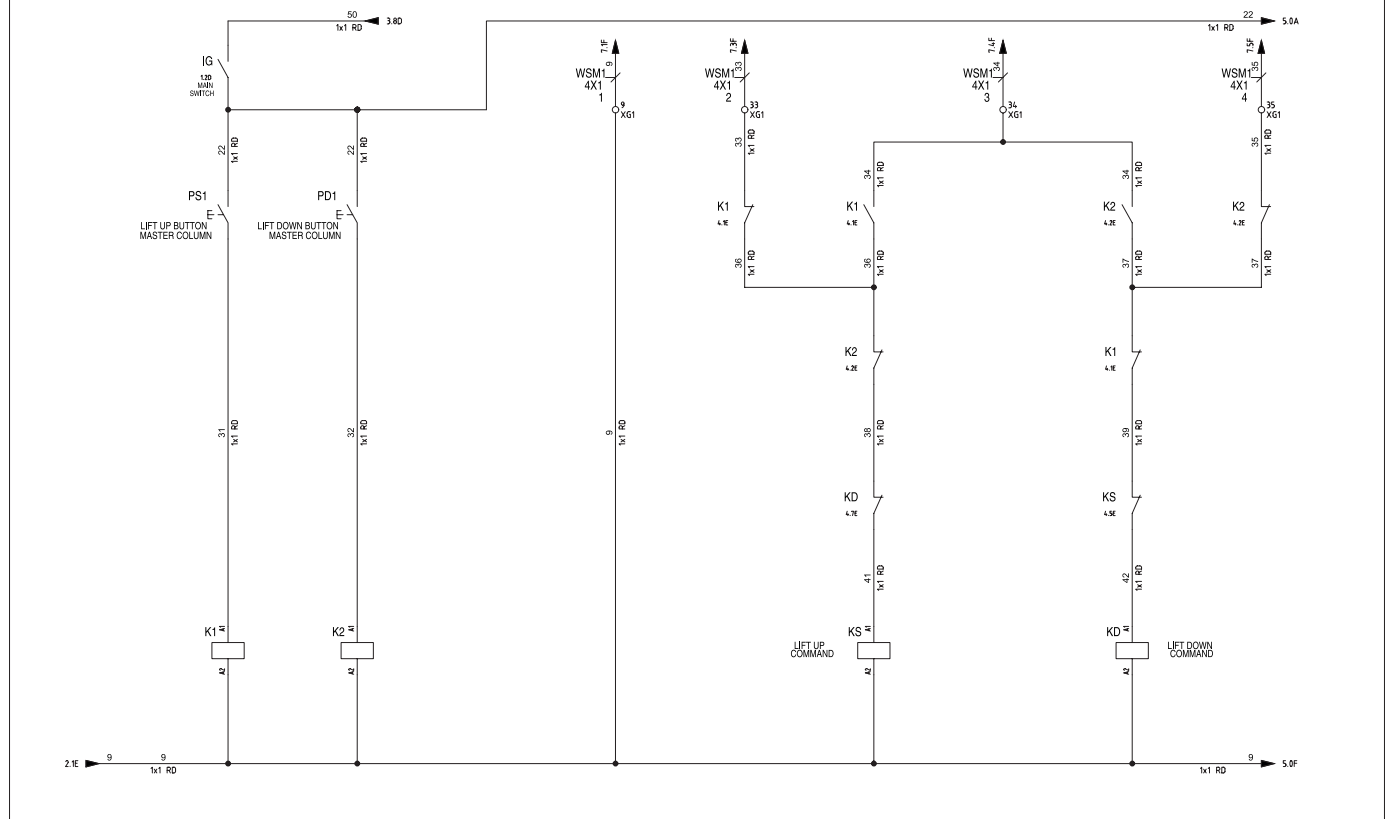 50
1x1 RD
3.8D
22
1x1 RD
5.0A
IG
1.2D
MAIN
SWITCH
7.1F
9
WSM1
4X1
1
9
XG1
7.3F
33
WSM1
4X1
2
33
XG1
7.4F
34
WSM1
4X1
3
34
XG1
7.5F
35
WSM1
4X1
4
35
XG1
22
1x1 RD
22
1x1 RD
33
1x1 RD
34
1x1 RD
34
1x1 RD
35
1x1 RD
PS1
LIFT UP BUTTON
MASTER COLUMN
PD1
LIFT DOWN BUTTON
MASTER COLUMN
K1
4.1E
K1
4.1E
K2
4.2E
K2
4.2E
36
1x1 RD
36
1x1 RD
37
1x1 RD
37
1x1 RD
K2
4.2E
K1
4.1E
31
1x1 RD
32
1x1 RD
9
1x1 RD
38
1x1 RD
39
1x1 RD
KD
4.7E
KS
4.5E
41
1x1 RD
42
1x1 RD
K1
A1
A2
K2
A1
A2
LIFT UP
COMMAND
KS
A1
A2
KD
A1
A2
LIFT DOWN
COMMAND
2.1E
9
9
1x1 RD
9
1x1 RD
5.0F